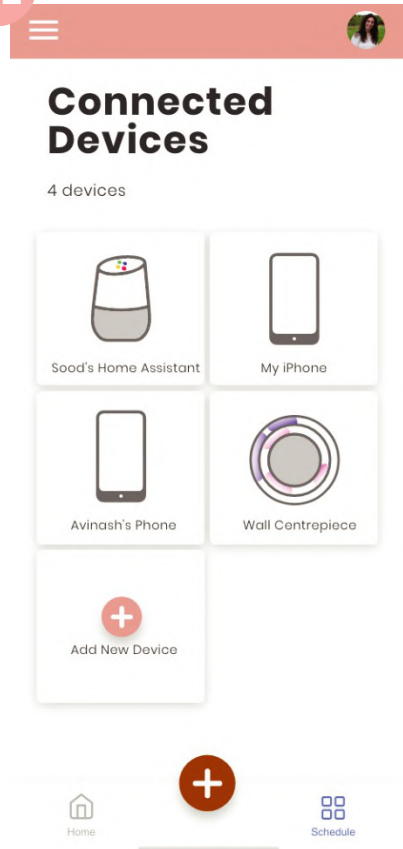 Connected
Devices
4 devices
Sood's Home Assistant
My iPhone
Avinash's Phone
Wall Centrepiece
Add New Device
Home
Schedule